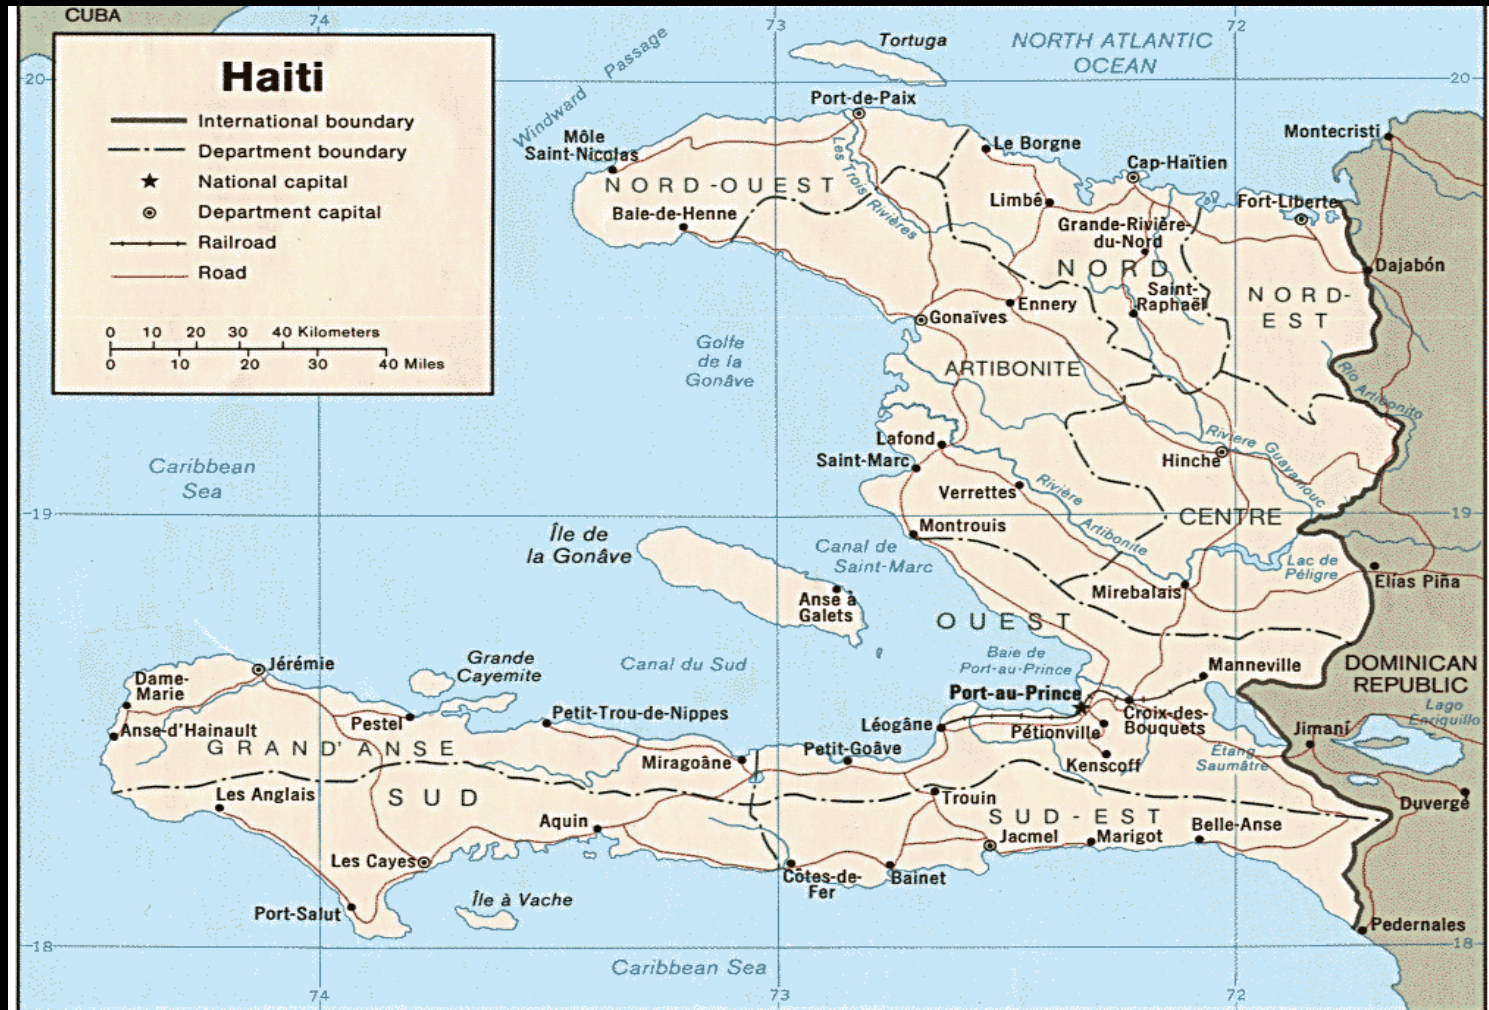 CUBA
74
73
72
Haiti
International boundary
Department boundary
National capital
Department capital
Railroad
Road
0 10 20 30 40 Kilometers
0 10 20 30 40 Miles
Windward Passage
Tortuga
NORTH ATLANTIC
OCEAN
20
20
Port-de-Paix
Môle
Saint-Nicolas
Les Trois Rivières
Le Borgne
Cap-Haïtien
Montecristi
NORD-OUEST
Baie-de-Henne
Limbé
Fort-Liberte
Grande-Rivière-
du-Nord
NORD
Dajabón
Saint-
Raphaël
NORD-
EST
Ennery
Gonaïves
Golfe
de la
Gonâve
ARTIBONITE
Rio Artibonito
Lafond
Saint-Marc
Hinche
Riviere Guayamouc
Caribbean
Sea
Verrettes
Rivière
Artibonite
19
CENTRE
19
Montrouis
Île de
la Gonâve
Canal de
Saint-Marc
Lac de
Péligre
Elías Piña
Anse à
Galets
Mirebalais
OUEST
Jérémie
Grande
Cayemite
Canal du Sud
Baie de
Port-au-Prince
Manneville
DOMINICAN
REPUBLIC
Dame-
Marie
Port-au-Prince
Lago
Enriquillo
Anse-d'Hainault
Pestel
Petit-Trou-de-Nippes
Léogâne
Pétionville
Croix-des-
Bouquets
Jimaní
GRAND' ANSE
Miragoâne
Petit-Goâve
Kenscoff
Étang
Saumâtre
Les Anglais
SUD
Trouin
Duvergé
Aquin
SUD-EST
Jacmel
Marigot
Belle-Anse
Les Cayes
Côtes-de-
Fer
Bainet
Port-Salut
Île à Vache
Pedernales
18
18
Caribbean Sea
74
73
72